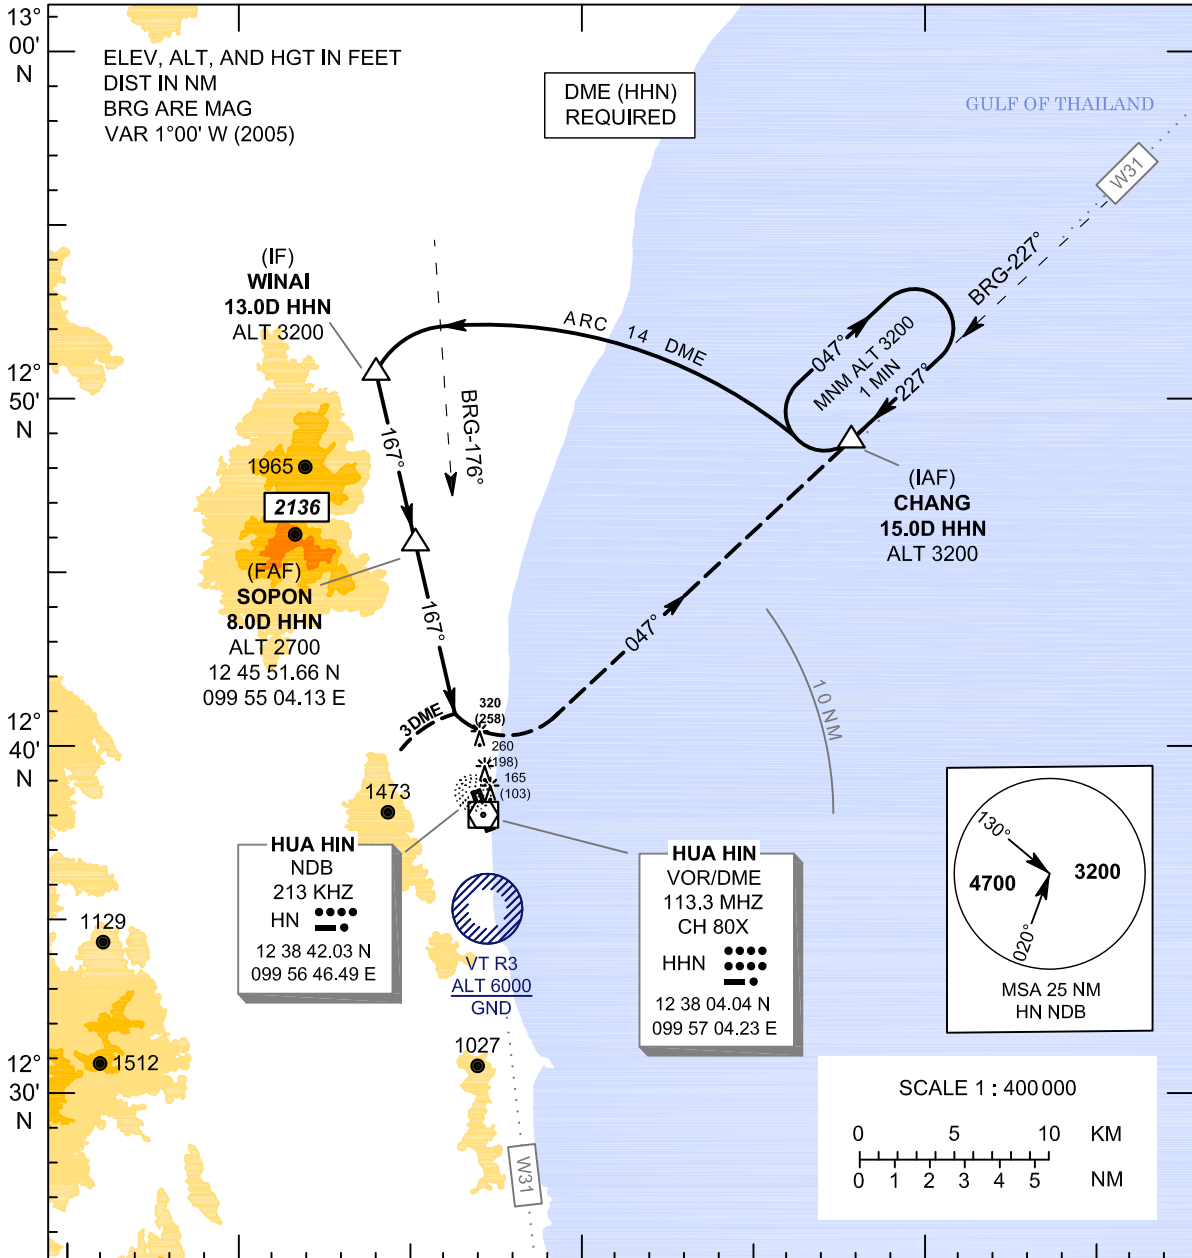 13°
00'
N
ELEV, ALT, AND HGT IN FEET
DIST IN NM
BRG ARE MAG
VAR 1°00' W (2005)
DME (HHN)
REQUIRED
GULF OF THAILAND
W31
BRG-227°
(IF)
WINAI
13.0D HHN
ALT 3200
ARC 14 DME
047°
MNM ALT 3200
1 MIN
227°
12°
50'
N
BRG-176°
167°
1965
2136
(IAF)
CHANG
15.0D HHN
ALT 3200
(FAF)
SOPON
8.0D HHN
ALT 2700
12 45 51.66 N
099 55 04.13 E
167°
047°
10NM
12°
40'
N
3DME
320
(258)
260
(198)
165
(103)
1473
HUA HIN
NDB
213 KHZ
HN
12 38 42.03 N
099 56 46.49 E
HUA HIN
VOR/DME
113.3 MHZ
CH 80X
HHN
12 38 04.04 N
099 57 04.23 E
130°
4700
3200
020°
MSA 25 NM
HN NDB
1129
VT R3
ALT 6000
GND
1512
1027
12°
30'
N
W31
SCALE 1 : 400 000
0 5 10 KM
0 1 2 3 4 5 NM